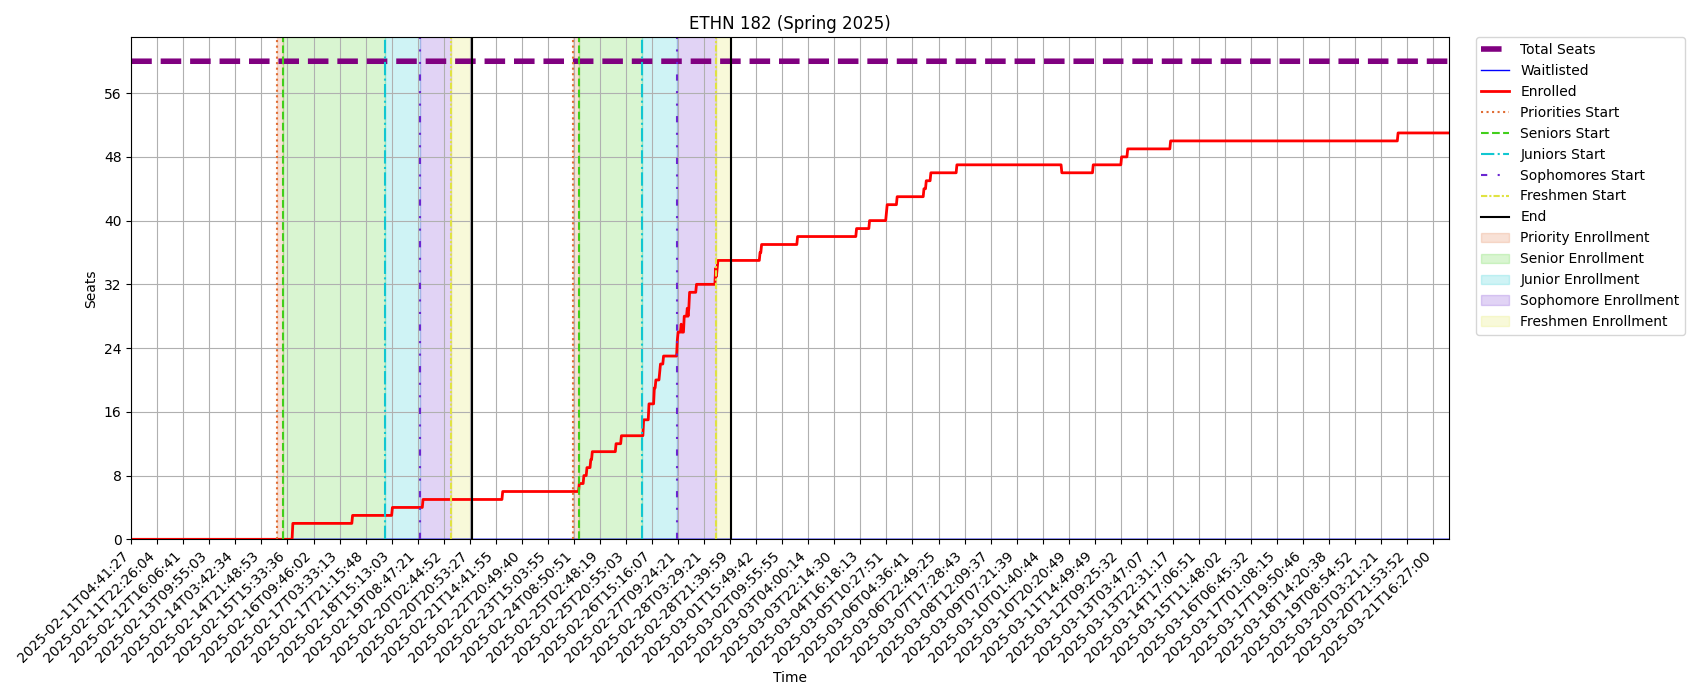 ETHN 182 (Spring 2025)
Total Seats
Waitlisted
Enrolled
Priorities Start
Seniors Start
Juniors Start
Sophomores Start
Freshmen Start
End
Priority Enrollment
Senior Enrollment
Junior Enrollment
Sophomore Enrollment
Freshmen Enrollment
Seats
56
48
40
32
24
16
8
0
2025-02-11T04:41:27
2025-02-11T22:26:04
2025-02-12T16:06:41
2025-02-13T09:55:03
2025-02-14T03:42:34
2025-02-14T21:48:53
2025-02-15T15:33:36
2025-02-16T09:46:02
2025-02-17T03:33:13
2025-02-17T21:15:48
2025-02-18T15:13:03
2025-02-19T08:47:21
2025-02-20T02:44:52
2025-02-20T20:53:27
2025-02-21T14:41:55
2025-02-22T20:49:40
2025-02-23T15:03:55
2025-02-24T08:50:51
2025-02-25T02:48:19
2025-02-25T20:55:03
2025-02-26T15:16:07
2025-02-27T09:24:21
2025-02-28T03:29:21
2025-02-28T21:39:59
2025-03-01T15:49:42
2025-03-02T09:55:55
2025-03-03T04:00:14
2025-03-03T22:14:30
2025-03-04T16:18:13
2025-03-05T10:27:51
2025-03-06T04:36:41
2025-03-06T22:49:25
2025-03-07T17:28:43
2025-03-08T12:09:37
2025-03-09T07:21:39
2025-03-10T01:40:44
2025-03-10T20:20:49
2025-03-11T14:49:49
2025-03-12T09:25:32
2025-03-13T03:47:07
2025-03-13T22:31:17
2025-03-14T17:06:51
2025-03-15T11:48:02
2025-03-16T06:45:32
2025-03-17T01:08:15
2025-03-17T19:50:46
2025-03-18T14:20:38
2025-03-19T08:54:52
2025-03-20T03:21:21
2025-03-20T21:53:52
2025-03-21T16:27:00
Time